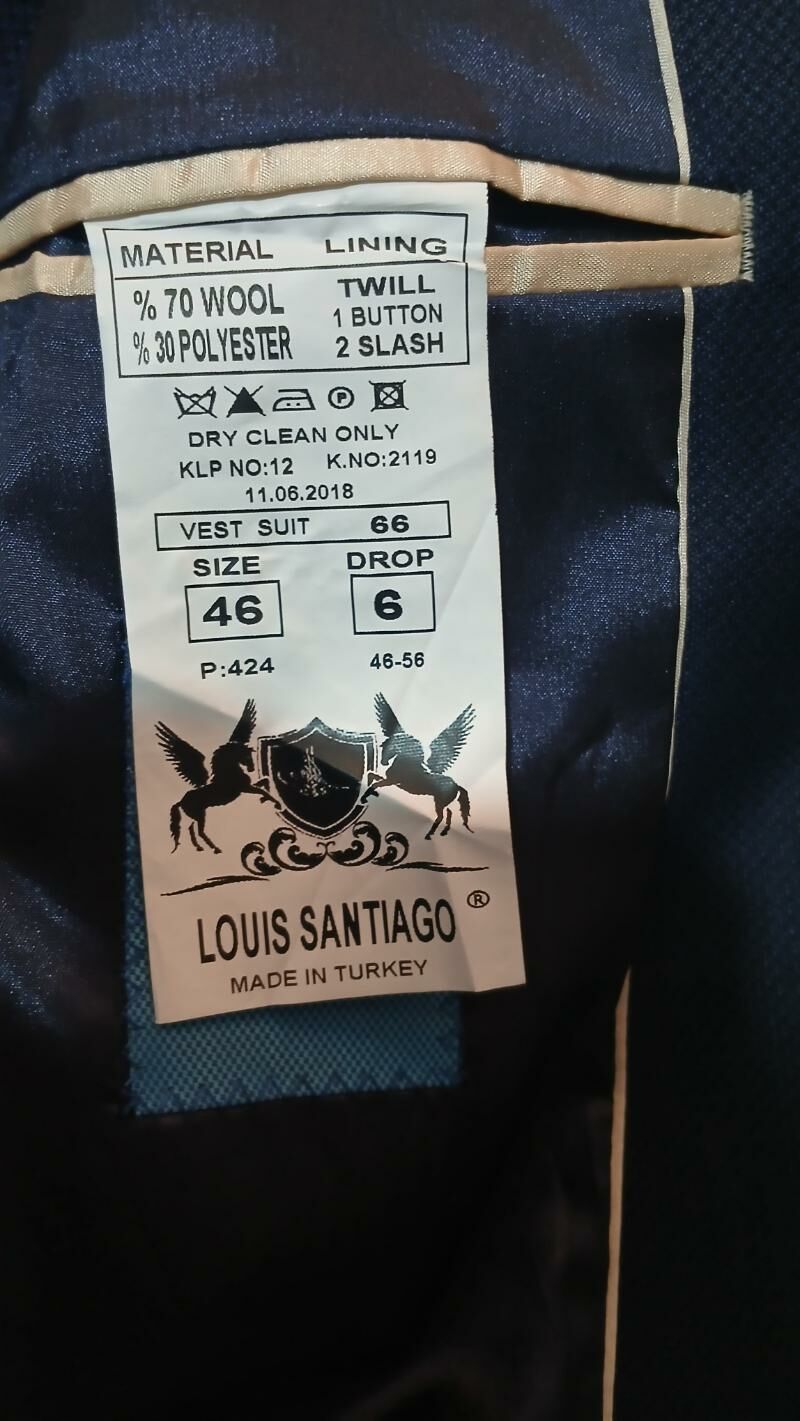 MATERIAL LINING
% 70 WOOL TWILL
% 30 POLYESTER 1 BUTTON
2 SLASH
P
DRY CLEAN ONLY
KLP NO:12 K.NO:2119
11.06.2018
VEST SUIT 66
SIZE DROP
46 6
P:424 46-56
LOUIS SANTIAGO ®
MADE IN TURKEY